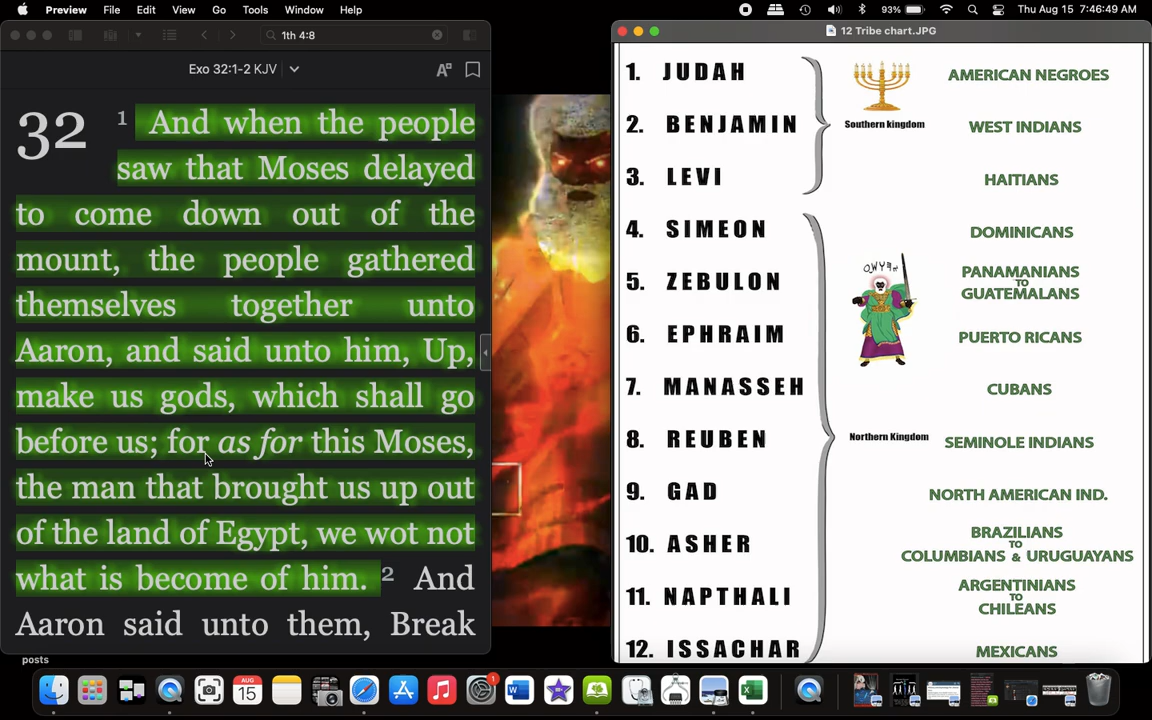 Preview File Edit View Go Tools Window Help 93% Thu Aug 15 7:46:49 AM
1th 4:8
Exo 32:1-2 KJV
32 1 And when the people
saw that Moses delayed
to come down out of the
mount, the people gathered
themselves together unto
Aaron, and said unto him, Up,
make us gods, which shall go
before us; for as for this Moses,
the man that brought us up out
of the land of Egypt, we wot not
what is become of him. 2 And
Aaron said unto them, Break
posts
12 Tribe chart.JPG
1. JUDAH AMERICAN NEGROES
Southern kingdom
2. BENJAMIN WEST INDIANS
3. LEVI HAITIANS
4. SIMEON DOMINICANS
5. ZEBULON PANAMANIANS
TO
GUATEMALANS
6. EPHRAIM PUERTO RICANS
7. MANASSEH CUBANS
Northern Kingdom
8. REUBEN SEMINOLE INDIANS
9. GAD NORTH AMERICAN IND.
10. ASHER BRAZILIANS
TO
COLUMBIANS & URUGUAYANS
11. NAPTHALI ARGENTINIANS
TO
CHILEANS
12. ISSACHAR MEXICANS
AUG
15
1